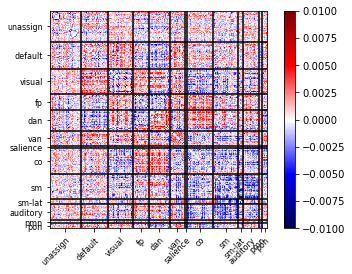 unassign
default
visual
fp
dan
van
salience
co
sm
sm-lat
auditory
pmn
pon
unassign
default
visual
fp
dan
van
salience
co
sm
sm-lat
auditory
0.0100
0.0075
0.0050
0.0025
0.0000
−0.0025
−0.0050
−0.0075
−0.0100